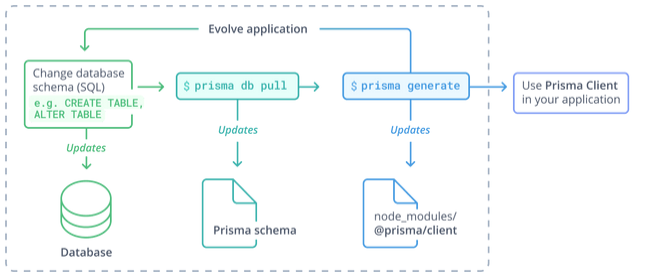 Evolve application
Change database
schema (SQL)
e.g. CREATE TABLE,
ALTER TABLE
$ prisma db pull
$ prisma generate
Use Prisma Client
in your application
Updates
Updates
Updates
Database
Prisma schema
node_modules/
@prisma/client